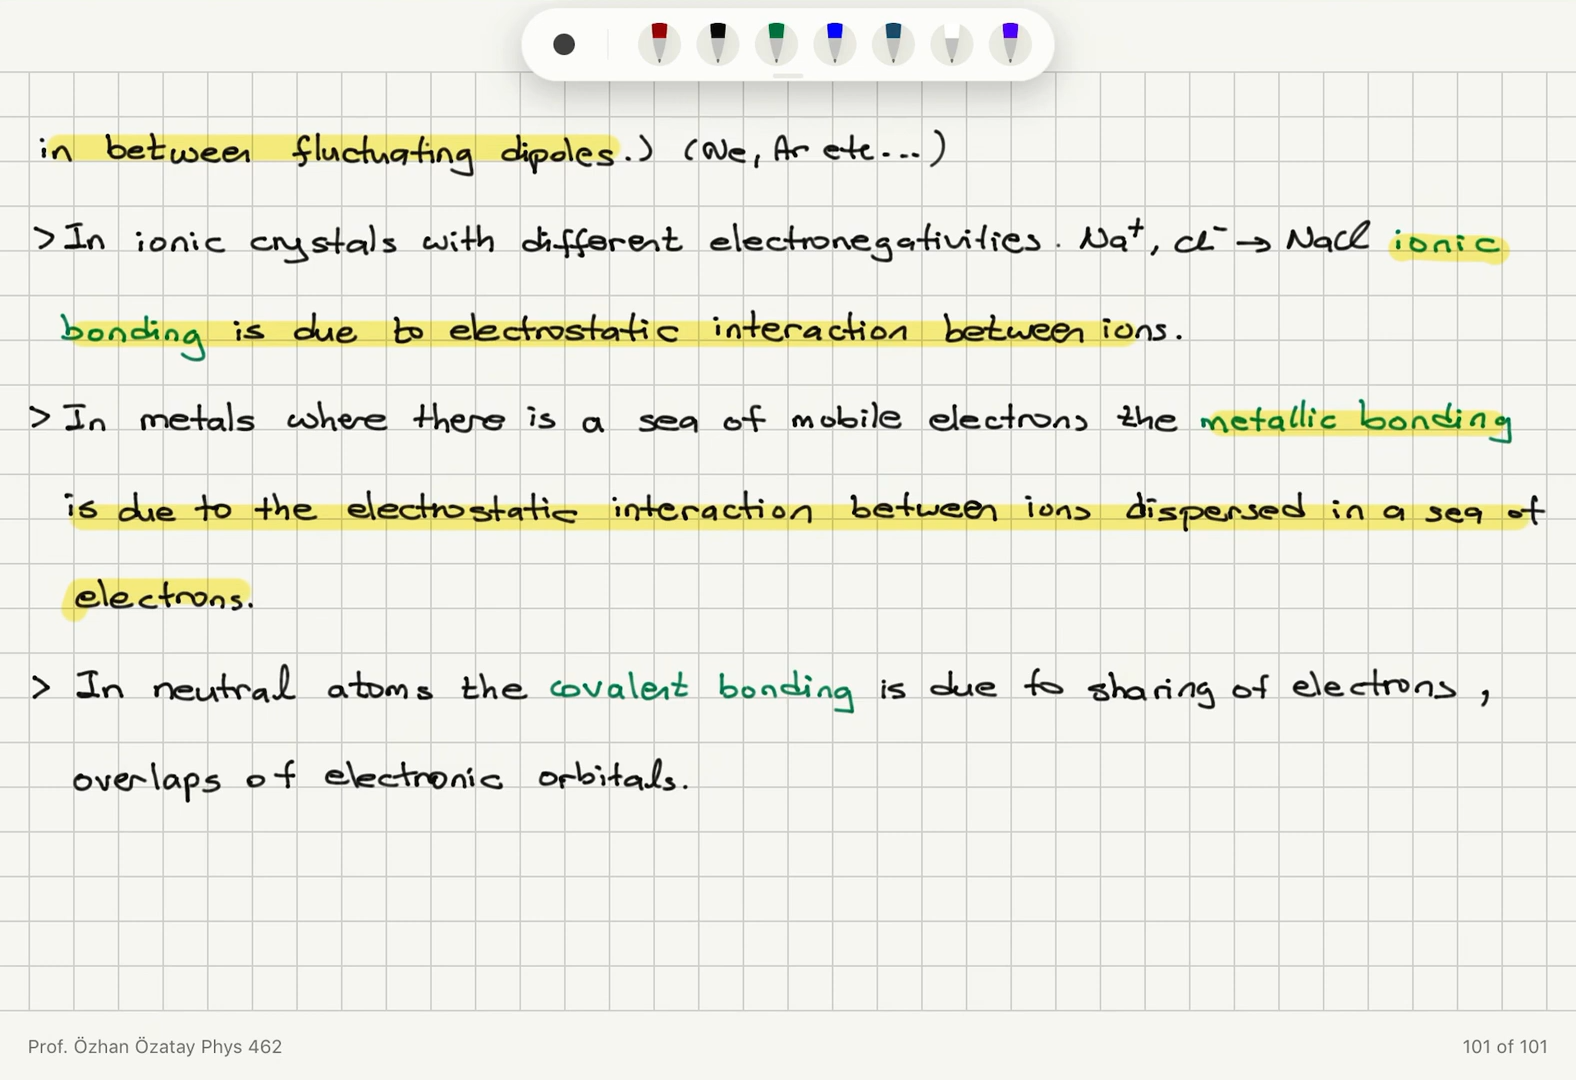 in between fluctuating dipoles.) (Ne, Ar etc...)
> In ionic crystals with different electronegativities. Na⁺, Cl⁻ → NaCl ionic
bonding is due to electrostatic interaction between ions.
> In metals where there is a sea of mobile electrons the metallic bonding
is due to the electrostatic interaction between ions dispersed in a sea of
electrons.
> In neutral atoms the covalent bonding is due to sharing of electrons,
overlaps of electronic orbitals.
Prof. Özhan Özatay Phys 462
101 of 101